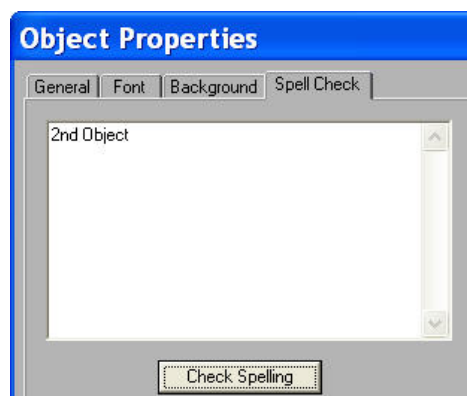 Object Properties
General Font Background Spell Check
2nd Object
Check Spelling